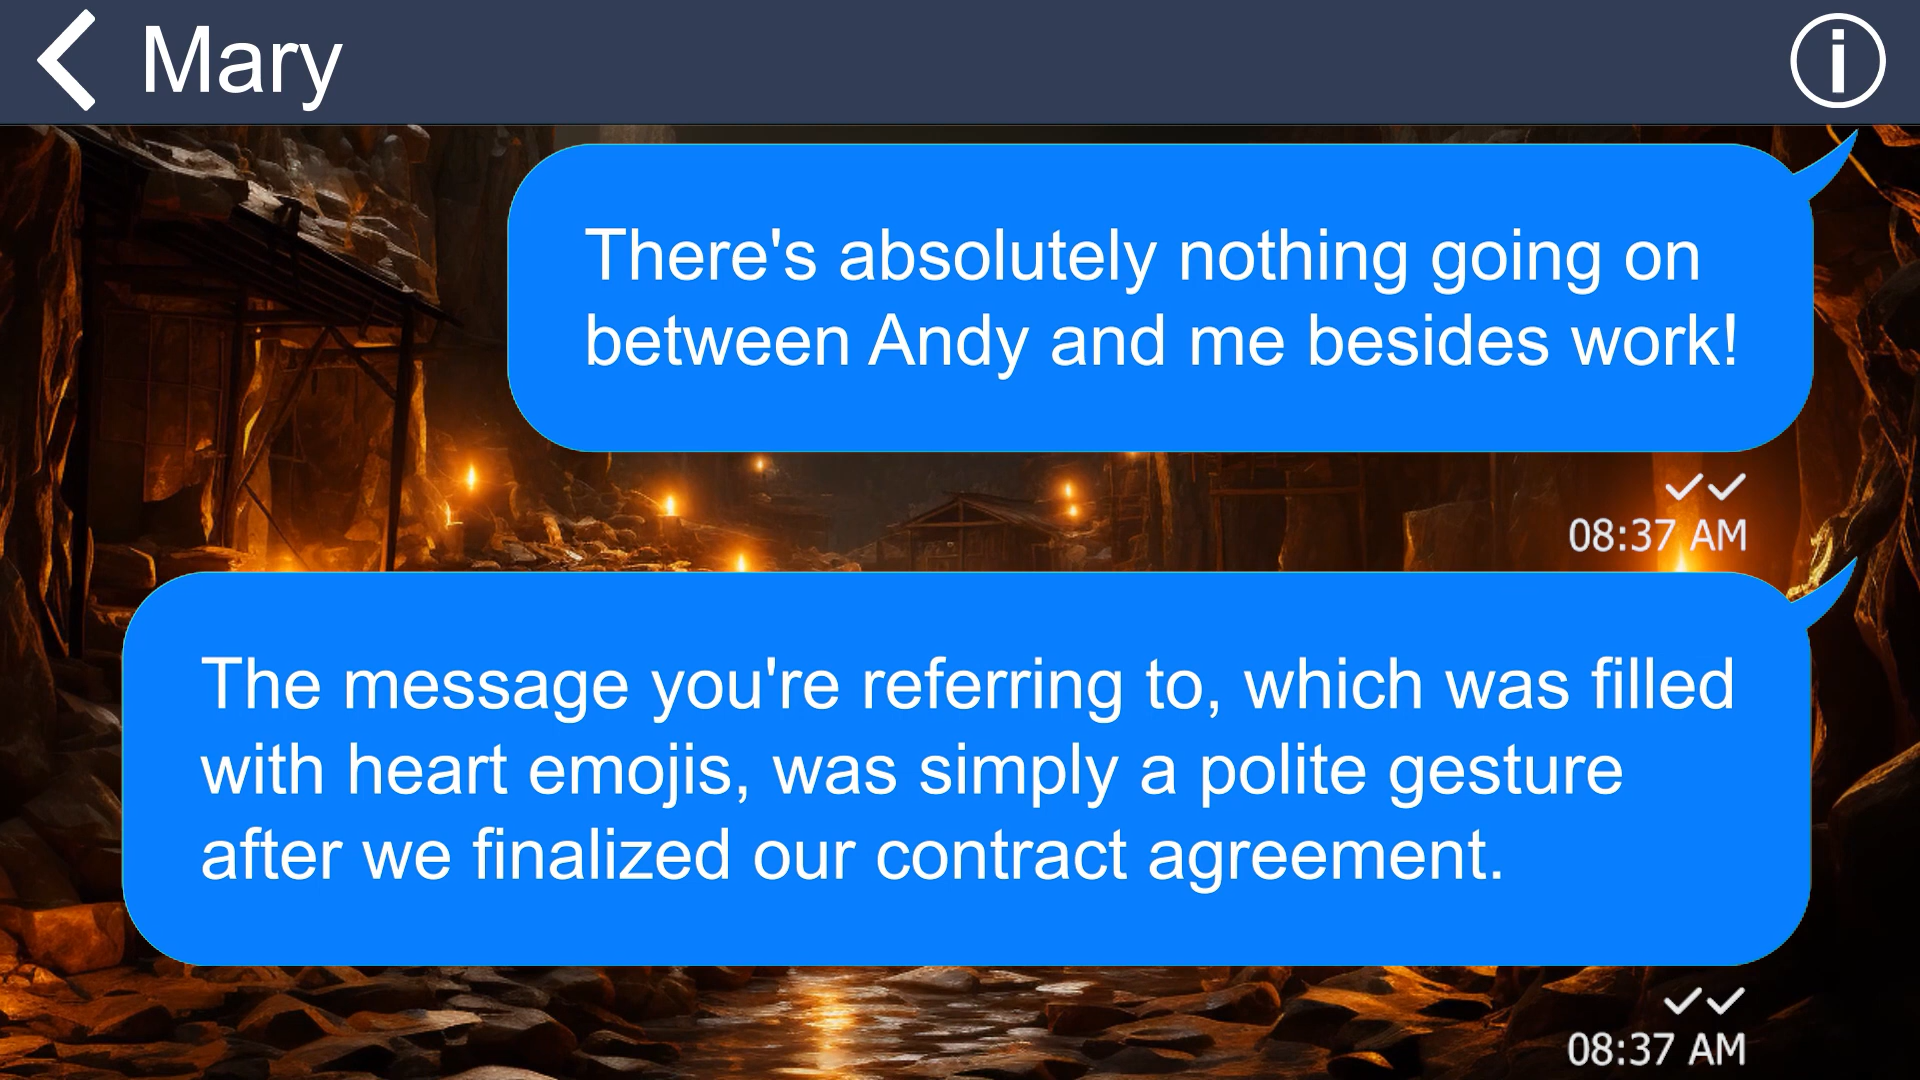 Mary
There's absolutely nothing going on
between Andy and me besides work!
08:37 AM
The message you're referring to, which was filled
with heart emojis, was simply a polite gesture
after we finalized our contract agreement.
08:37 AM